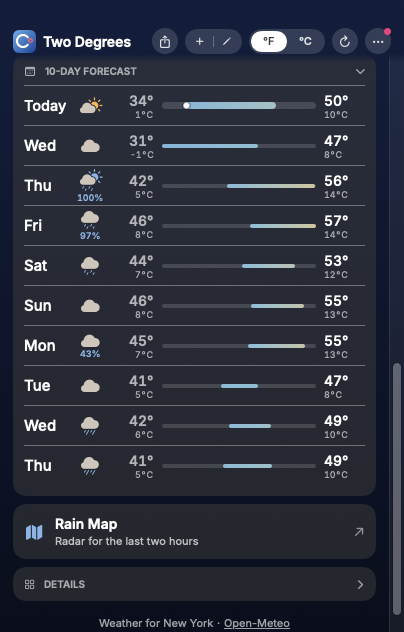 Two Degrees
°F
°C
10-DAY FORECAST
Today 34° 50°
1°C 10°C
Wed 31° 47°
-1°C 8°C
Thu 42° 56°
100% 5°C 14°C
Fri 46° 57°
97% 8°C 14°C
Sat 44° 53°
7°C 12°C
Sun 46° 55°
8°C 13°C
Mon 45° 55°
43% 7°C 13°C
Tue 41° 47°
5°C 8°C
Wed 42° 49°
6°C 10°C
Thu 41° 49°
5°C 10°C
Rain Map
Radar for the last two hours
DETAILS
Weather for New York · Open-Meteo